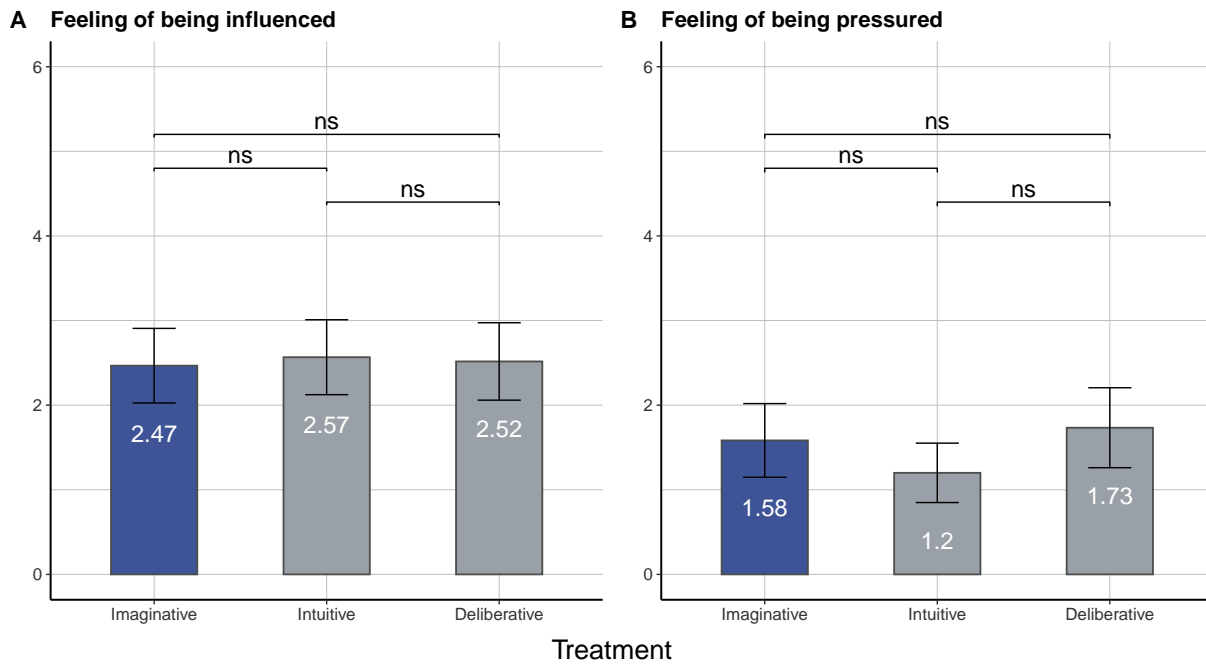 A Feeling of being influenced
6
ns
ns
ns
4
2
2.47
2.57
2.52
0
Imaginative Intuitive Deliberative
B Feeling of being pressured
6
ns
ns
ns
4
2
1.58
1.2
1.73
0
Imaginative Intuitive Deliberative
Treatment